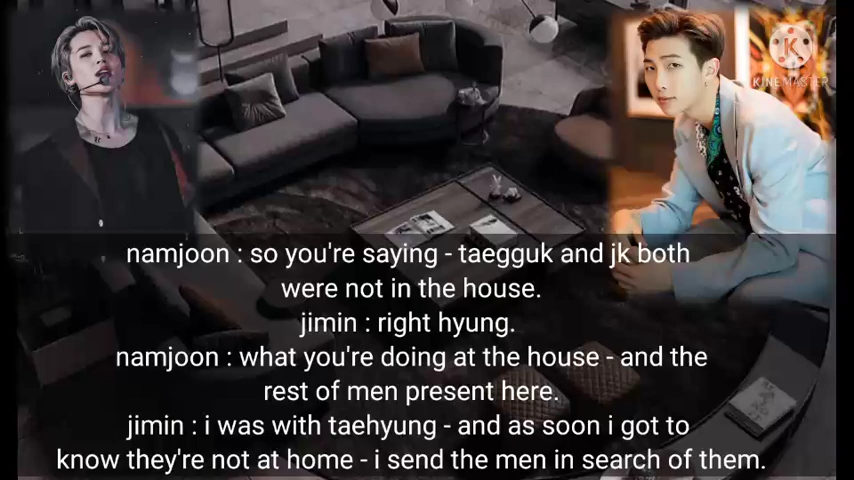 KINEMASTER
namjoon : so you're saying - taegguk and jk both
were not in the house.
jimin : right hyung.
namjoon : what you're doing at the house - and the
rest of men present here.
jimin : i was with taehyung - and as soon i got to
know they're not at home - i send the men in search of them.